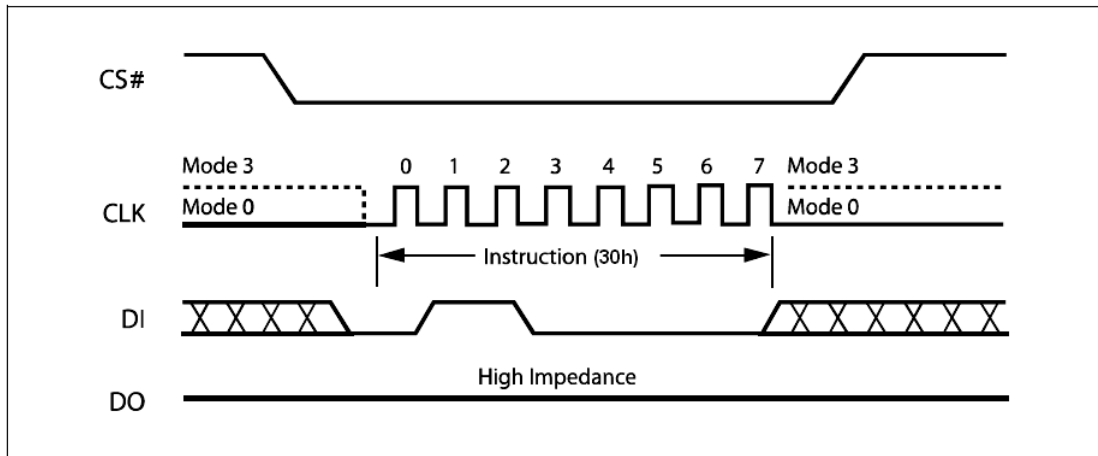 CS#
Mode 3 0 1 2 3 4 5 6 7 Mode 3
CLK Mode 0 Mode 0
Instruction (30h)
DI
High Impedance
DO